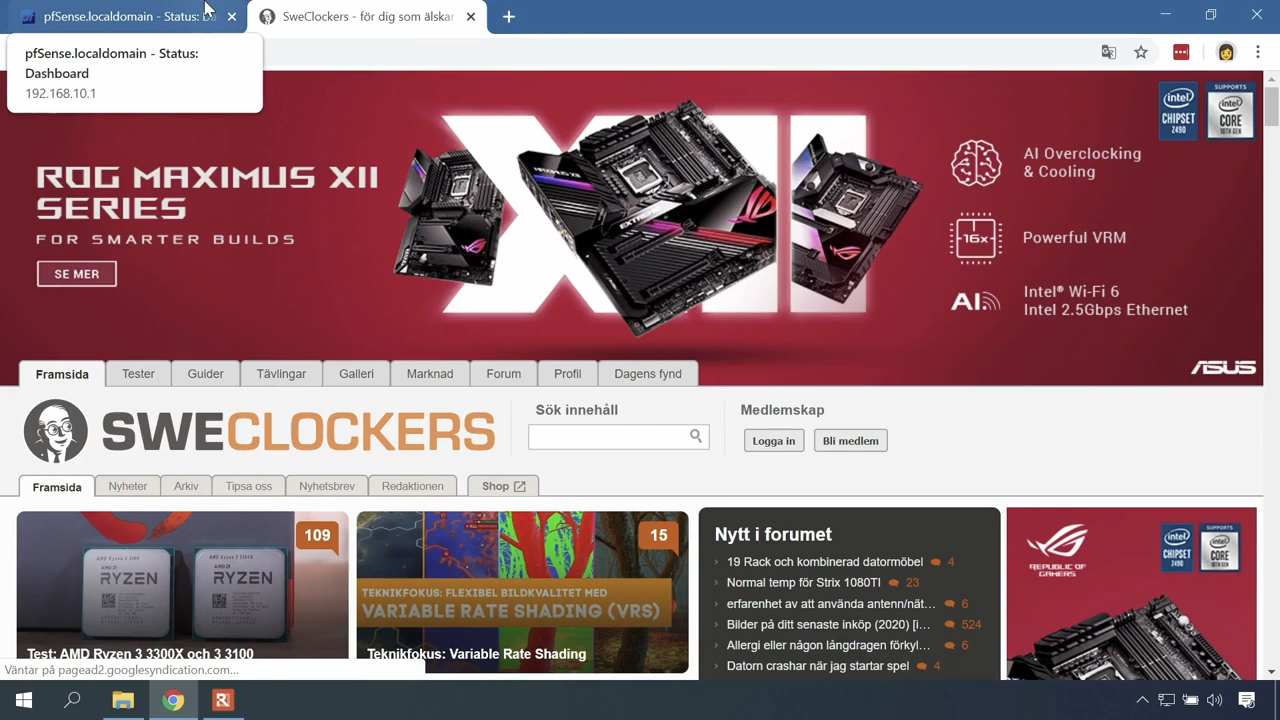 pfSense.localdomain - Status: Da
SweClockers - för dig som älskar
pfSense.localdomain - Status:
Dashboard
192.168.10.1
ROG MAXIMUS XII
SERIES
FOR SMARTER BUILDS
SE MER
XII
intel
CHIPSET
Z490
SUPPORTS
intel
CORE
10TH GEN
AI Overclocking
& Cooling
16x
Powerful VRM
AI
Intel® Wi-Fi 6
Intel 2.5Gbps Ethernet
ASUS
Framsida Tester Guider Tävlingar Galleri Marknad Forum Profil Dagens fynd
SWECLOCKERS
Sök innehåll
Medlemskap
Logga in Bli medlem
Framsida Nyheter Arkiv Tipsa oss Nyhetsbrev Redaktionen Shop
109
AMD Ryzen 3 3100
RYZEN
RYZEN
Test: AMD Ryzen 3 3300X och 3 3100
15
TEKNIKFOKUS: FLEXIBEL BILDKVALITET MED
VARIABLE RATE SHADING (VRS)
Teknikfokus: Variable Rate Shading
Nytt i forumet
19 Rack och kombinerad datormöbel 4
Normal temp för Strix 1080TI 23
erfarenhet av att använda antenn/nät... 6
Bilder på ditt senaste inköp (2020) [i... 524
Allergi eller någon långdragen förkyl... 6
Datorn crashar när jag startar spel 4
REPUBLIC OF
GAMERS
intel
CHIPSET
Z490
SUPPORTS
intel
CORE
Väntar på pagead2.googlesyndication.com...